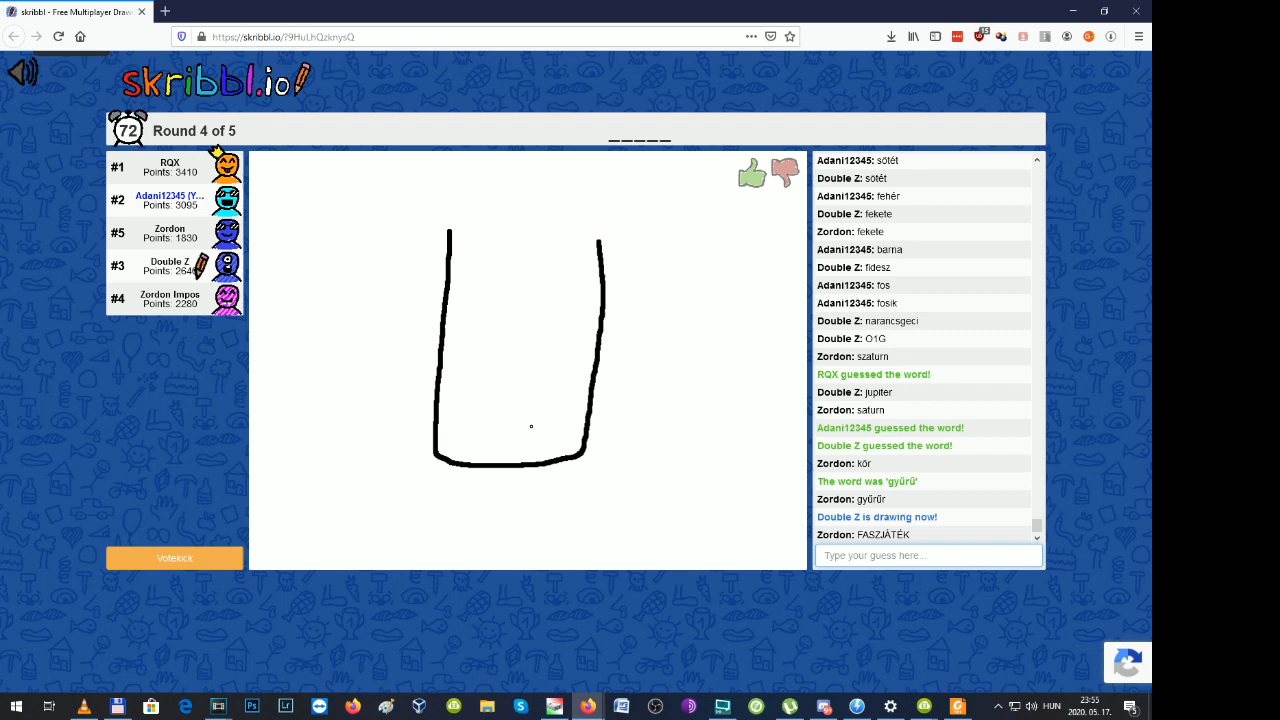 skribbl - Free Multiplayer Draw
https://skribbl.io/?9HuLhQzknysQ
15
skribbl.io
72
Round 4 of 5
_____
#1
RQX
Points: 3410
#2
Adani12345 (Y...
Points: 3095
#5
Zordon
Points: 1830
#3
Double Z
Points: 2640
#4
Zordon Impos
Points: 2280
Votekick
Adani12345: sötét
Double Z: sötét
Adani12345: fehér
Double Z: fekete
Zordon: fekete
Adani12345: barna
Double Z: fidesz
Adani12345: fos
Adani12345: fosik
Double Z: narancsgeci
Double Z: O1G
Zordon: szaturn
RQX guessed the word!
Double Z: jupiter
Zordon: saturn
Adani12345 guessed the word!
Double Z guessed the word!
Zordon: kör
The word was 'gyűrű'
Zordon: gyűrűr
Double Z is drawing now!
Zordon: FASZJÁTÉK
Type your guess here...
Ps
Lr
HUN
23:55
2020. 05. 17.